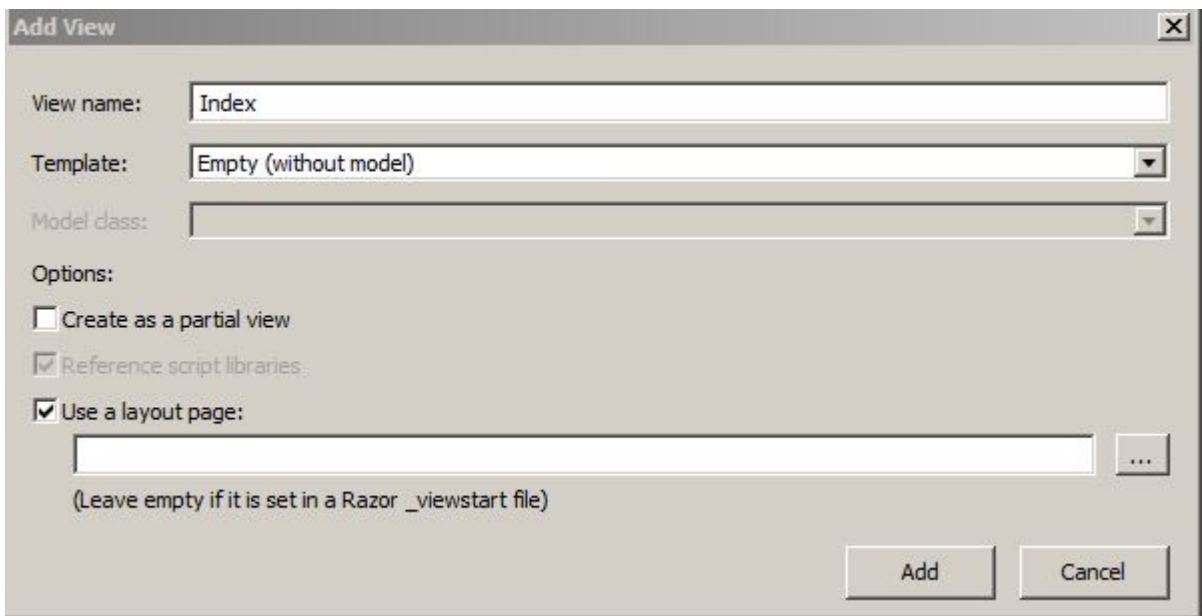 Add View
View name: Index
Template: Empty (without model)
Model class:
Options:
Create as a partial view
Reference script libraries
Use a layout page:
...
(Leave empty if it is set in a Razor _viewstart file)
Add Cancel